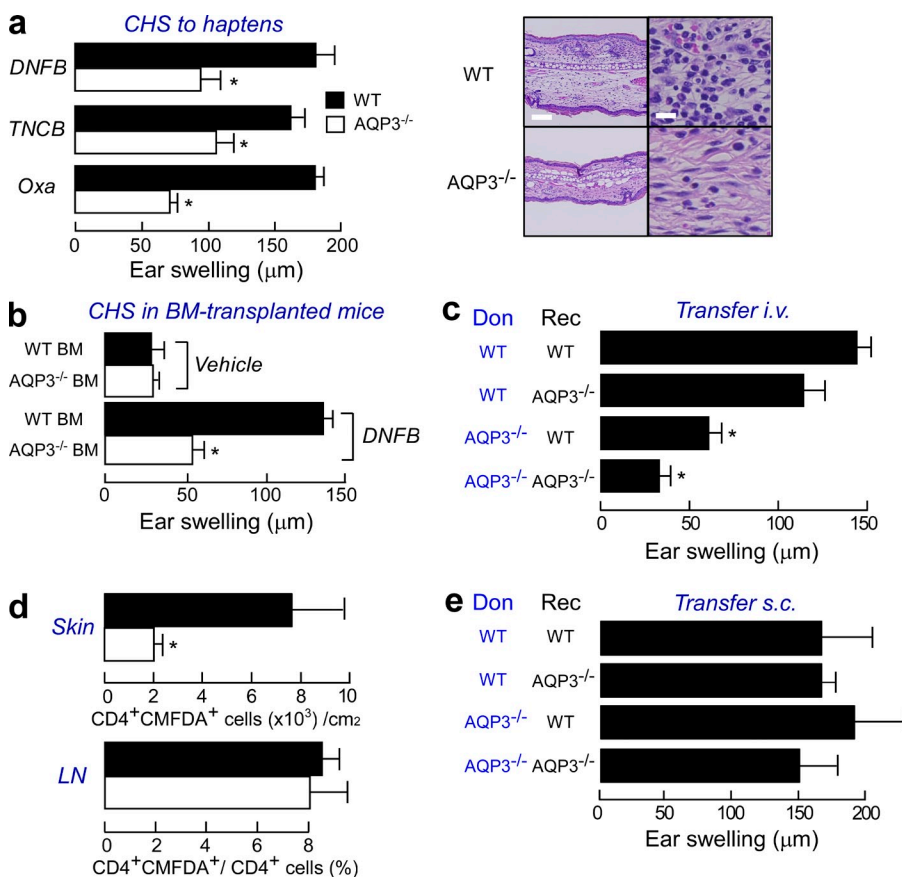 a
CHS to haptens
DNFB
TNCB
Oxa
WT
AQP3-/-
0 50 100 150 200
Ear swelling (μm)
WT
AQP3-/-
b
CHS in BM-transplanted mice
WT BM
AQP3-/- BM
Vehicle
WT BM
AQP3-/- BM
DNFB
0 50 100 150
Ear swelling (μm)
c
Don Rec Transfer i.v.
WT WT
WT AQP3-/-
AQP3-/- WT
AQP3-/- AQP3-/-
0 50 100 150
Ear swelling (μm)
d
Skin
0 2 4 6 8 10
CD4+CMFDA+ cells (x10³) /cm2
LN
0 2 4 6 8
CD4+CMFDA+/ CD4+ cells (%)
e
Don Rec Transfer s.c.
WT WT
WT AQP3-/-
AQP3-/- WT
AQP3-/- AQP3-/-
0 50 100 150 200
Ear swelling (μm)